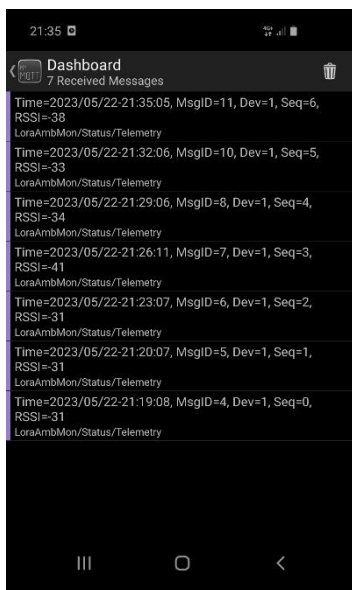 21:35
4G+
Dashboard
7 Received Messages
Time=2023/05/22-21:35:05, MsgID=11, Dev=1, Seq=6,
RSSI=-38
LoraAmbMon/Status/Telemetry
Time=2023/05/22-21:32:06, MsgID=10, Dev=1, Seq=5,
RSSI=-33
LoraAmbMon/Status/Telemetry
Time=2023/05/22-21:29:06, MsgID=8, Dev=1, Seq=4,
RSSI=-34
LoraAmbMon/Status/Telemetry
Time=2023/05/22-21:26:11, MsgID=7, Dev=1, Seq=3,
RSSI=-41
LoraAmbMon/Status/Telemetry
Time=2023/05/22-21:23:07, MsgID=6, Dev=1, Seq=2,
RSSI=-31
LoraAmbMon/Status/Telemetry
Time=2023/05/22-21:20:07, MsgID=5, Dev=1, Seq=1,
RSSI=-31
LoraAmbMon/Status/Telemetry
Time=2023/05/22-21:19:08, MsgID=4, Dev=1, Seq=0,
RSSI=-31
LoraAmbMon/Status/Telemetry